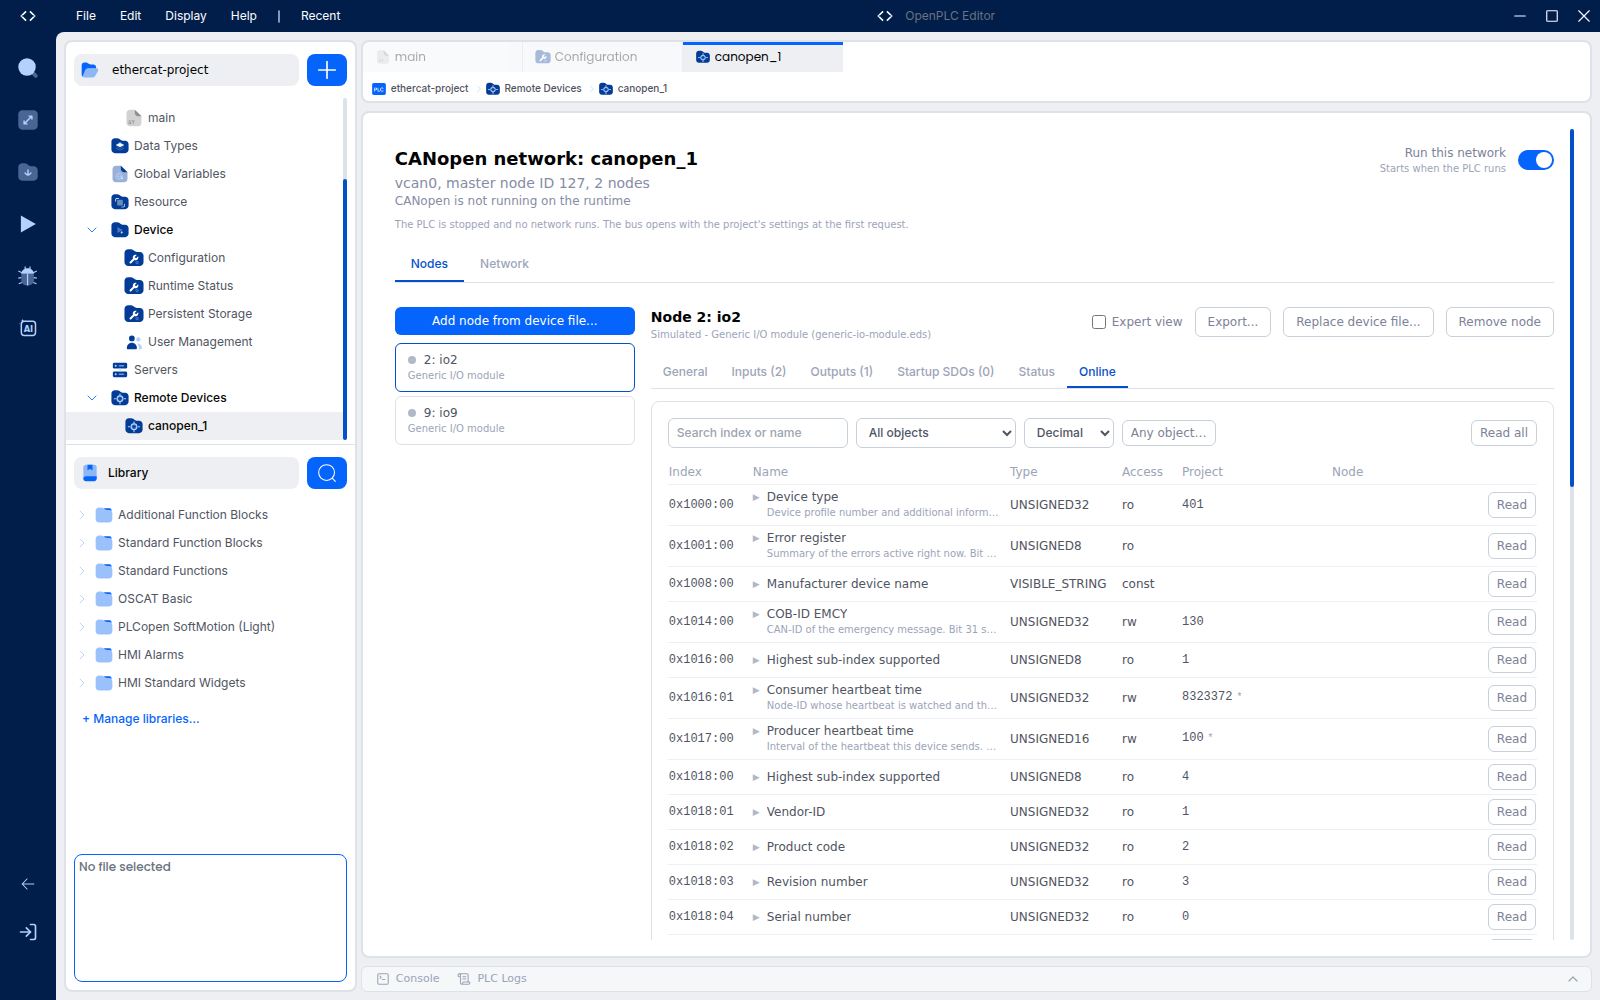 File Edit Display Help | Recent
OpenPLC Editor
ethercat-project
main
Data Types
Global Variables
Resource
Device
Configuration
Runtime Status
Persistent Storage
User Management
Servers
Remote Devices
canopen_1
Library
Additional Function Blocks
Standard Function Blocks
Standard Functions
OSCAT Basic
PLCopen SoftMotion (Light)
HMI Alarms
HMI Standard Widgets
+ Manage libraries...
No file selected
AI
main Configuration canopen_1
PLC ethercat-project Remote Devices canopen_1
CANopen network: canopen_1
vcan0, master node ID 127, 2 nodes
CANopen is not running on the runtime
The PLC is stopped and no network runs. The bus opens with the project's settings at the first request.
Run this network
Starts when the PLC runs
Nodes Network
Add node from device file...
2: io2
Generic I/O module
9: io9
Generic I/O module
Node 2: io2
Simulated - Generic I/O module (generic-io-module.eds)
Expert view Export... Replace device file... Remove node
General Inputs (2) Outputs (1) Startup SDOs (0) Status Online
Search index or name All objects Decimal Any object... Read all
Index Name Type Access Project Node
0x1000:00 Device type UNSIGNED32 ro 401 Read
Device profile number and additional inform...
0x1001:00 Error register UNSIGNED8 ro Read
Summary of the errors active right now. Bit ...
0x1008:00 Manufacturer device name VISIBLE_STRING const Read
0x1014:00 COB-ID EMCY UNSIGNED32 rw 130 Read
CAN-ID of the emergency message. Bit 31 s...
0x1016:00 Highest sub-index supported UNSIGNED8 ro 1 Read
0x1016:01 Consumer heartbeat time UNSIGNED32 rw 8323372 * Read
Node-ID whose heartbeat is watched and th...
0x1017:00 Producer heartbeat time UNSIGNED16 rw 100 * Read
Interval of the heartbeat this device sends. ...
0x1018:00 Highest sub-index supported UNSIGNED8 ro 4 Read
0x1018:01 Vendor-ID UNSIGNED32 ro 1 Read
0x1018:02 Product code UNSIGNED32 ro 2 Read
0x1018:03 Revision number UNSIGNED32 ro 3 Read
0x1018:04 Serial number UNSIGNED32 ro 0 Read
Console PLC Logs